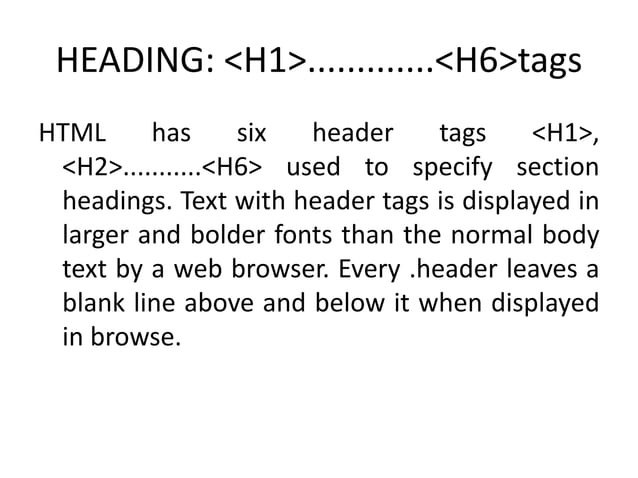 HEADING: <H1>.............<H6>tags
HTML has six header tags <H1>,
<H2>...........<H6> used to specify section
headings. Text with header tags is displayed in
larger and bolder fonts than the normal body
text by a web browser. Every .header leaves a
blank line above and below it when displayed
in browse.